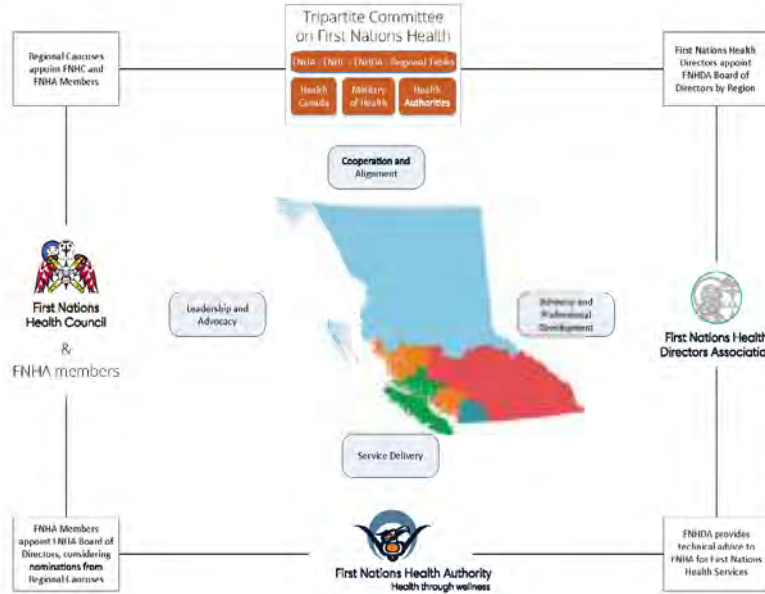 Tripartite Committee
on First Nations Health
FNHA - FNHC - FNHDA - Regional Tables
Health
Canada
Ministry
of Health
Health
Authorities
Regional Caucuses
appoint FNHC and
FNHA Members
First Nations Health
Directors appoint
FNHDA Board of
Directors by Region
Cooperation and
Alignment
Leadership and
Advocacy
Advisory and
Professional
Development
First Nations
Health Council
&
FNHA members
First Nations Health
Directors Association
Service Delivery
FNHA Members
appoint FNHA Board of
Directors, considering
nominations from
Regional Caucuses
First Nations Health Authority
Health through wellness
FNHDA provides
technical advice to
FNHA for First Nations
Health Services